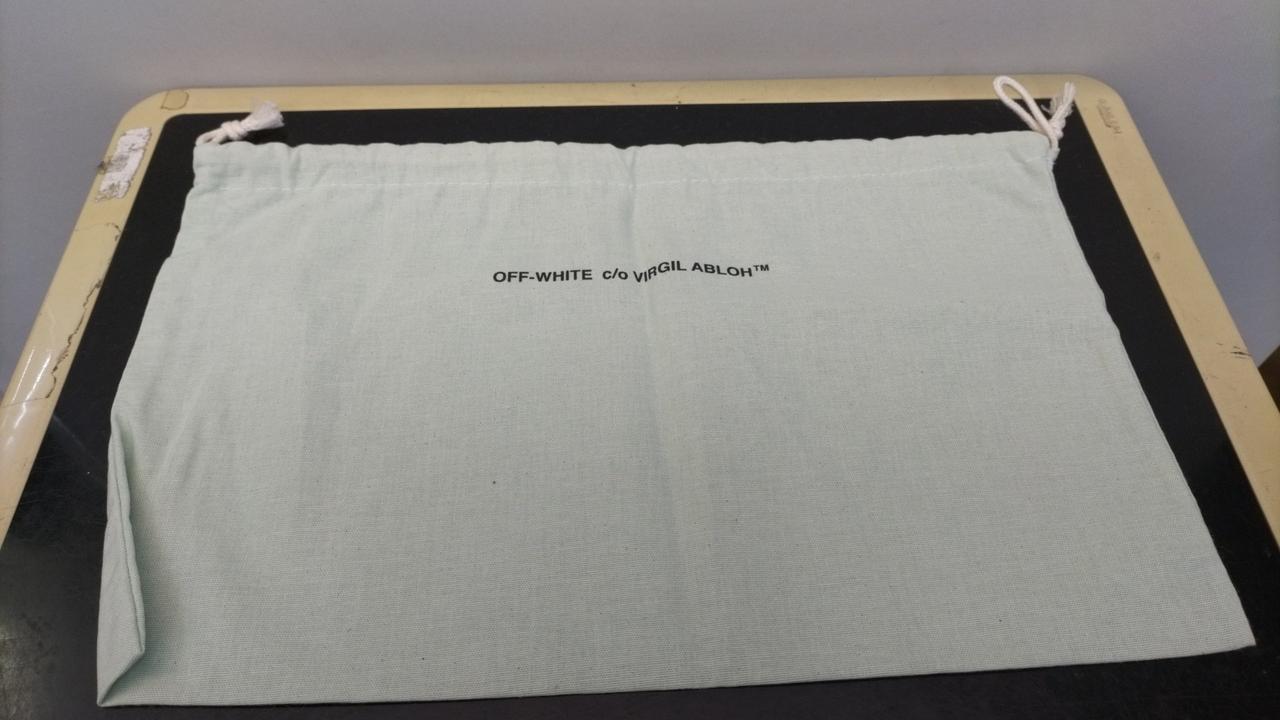 OFF-WHITE c/o VIRGIL ABLOH™